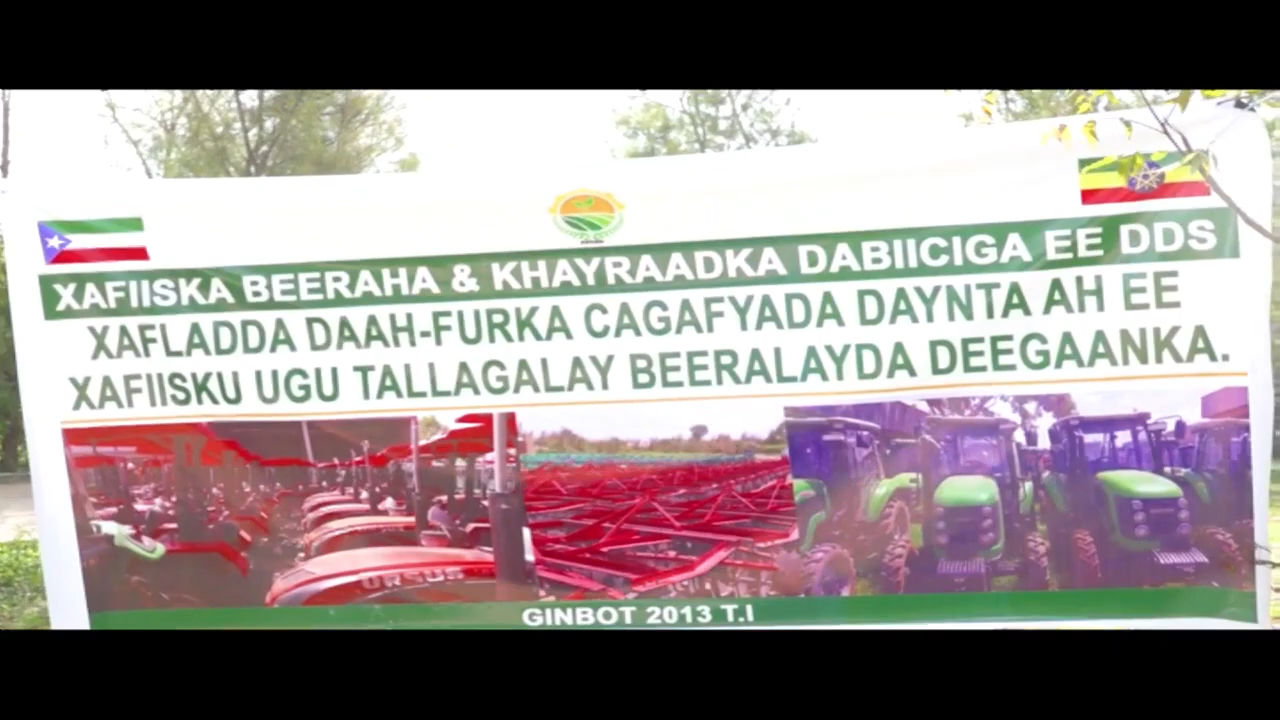 XAFIISKA BEERAHA & KHAYRAADKA DABIICIGA EE DDS
XAFLADDA DAAH-FURKA CAGAFYADA DAYNTA AH EE
XAFIISKU UGU TALLAGALAY BEERALAYDA DEEGAANKA.
URSUS
GINBOT 2013 T.I